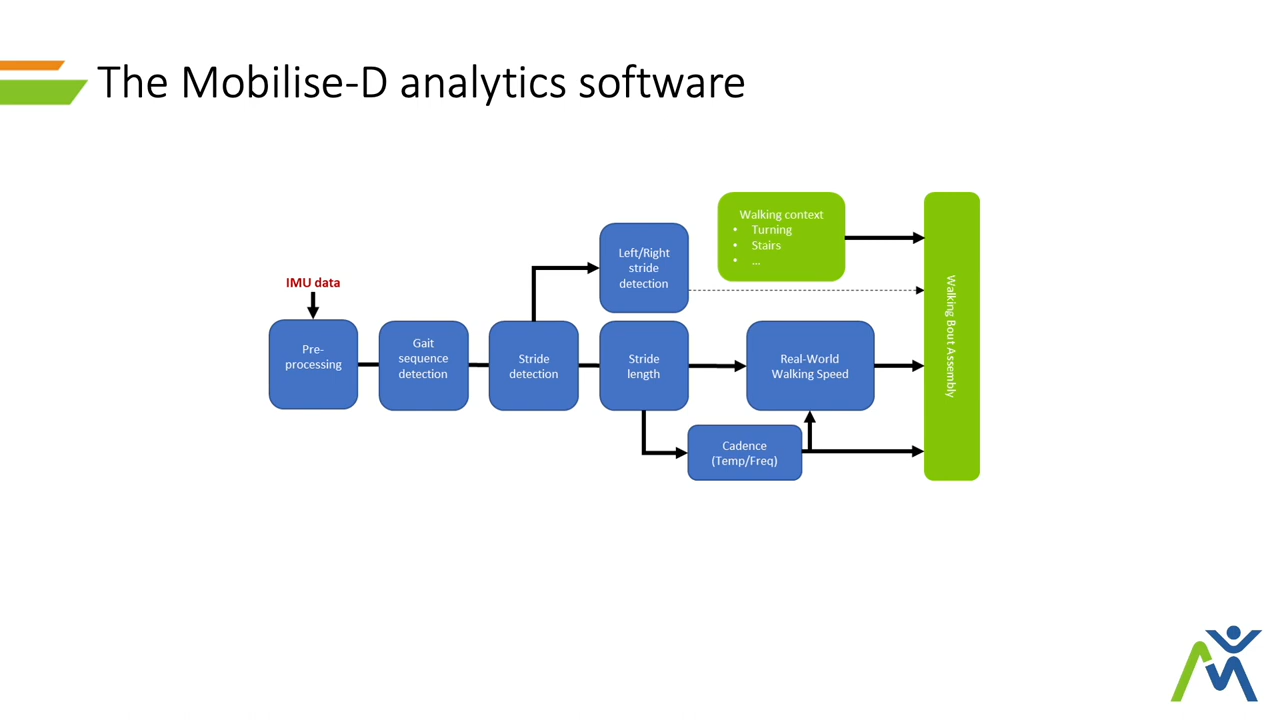 The Mobilise-D analytics software
IMU data
Pre-
processing
Gait
sequence
detection
Stride
detection
Left/Right
stride
detection
Stride
length
Walking context
• Turning
• Stairs
• ...
Real-World
Walking Speed
Cadence
(Temp/Freq)
Walking Bout Assembly